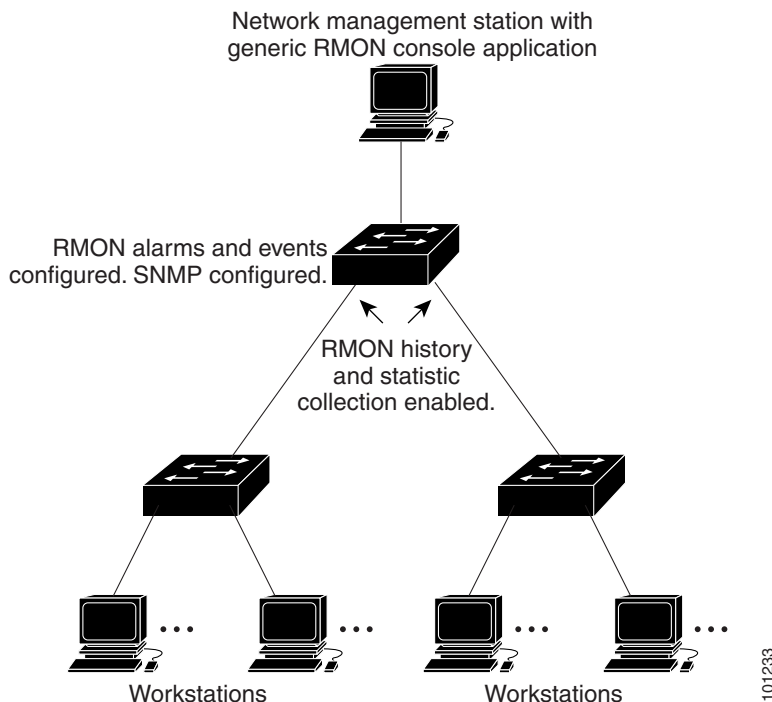 Network management station with
generic RMON console application
RMON alarms and events
configured. SNMP configured.
RMON history
and statistic
collection enabled.
Workstations
Workstations
101233